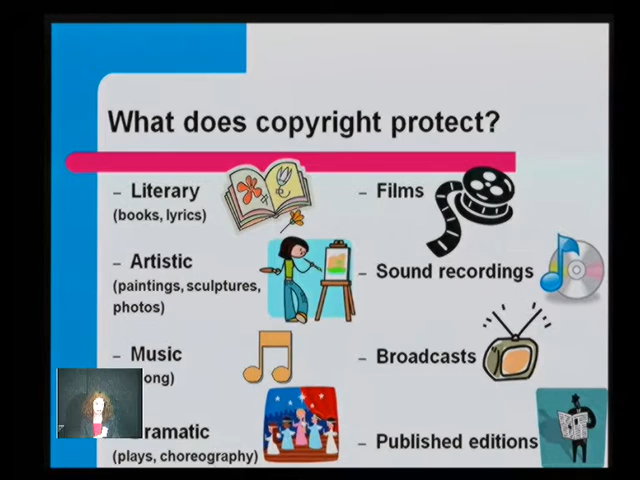 What does copyright protect?
– Literary
(books, lyrics)
– Artistic
(paintings, sculptures,
photos)
– Music
ong)
ramatic
(plays, choreography)
– Films
– Sound recordings
– Broadcasts
– Published editions